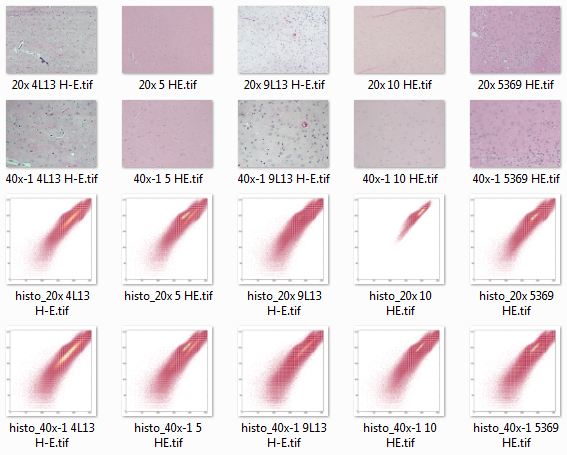 20x 4L13 H-E.tif
20x 5 HE.tif
20x 9L13 H-E.tif
20x 10 HE.tif
20x 5369 HE.tif
40x-1 4L13 H-E.tif
40x-1 5 HE.tif
40x-1 9L13 H-E.tif
40x-1 10 HE.tif
40x-1 5369 HE.tif
histo_20x 4L13
H-E.tif
histo_20x 5 HE.tif
histo_20x 9L13
H-E.tif
histo_20x 10
HE.tif
histo_20x 5369
HE.tif
histo_40x-1 4L13
H-E.tif
histo_40x-1 5
HE.tif
histo_40x-1 9L13
H-E.tif
histo_40x-1 10
HE.tif
histo_40x-1 5369
HE.tif